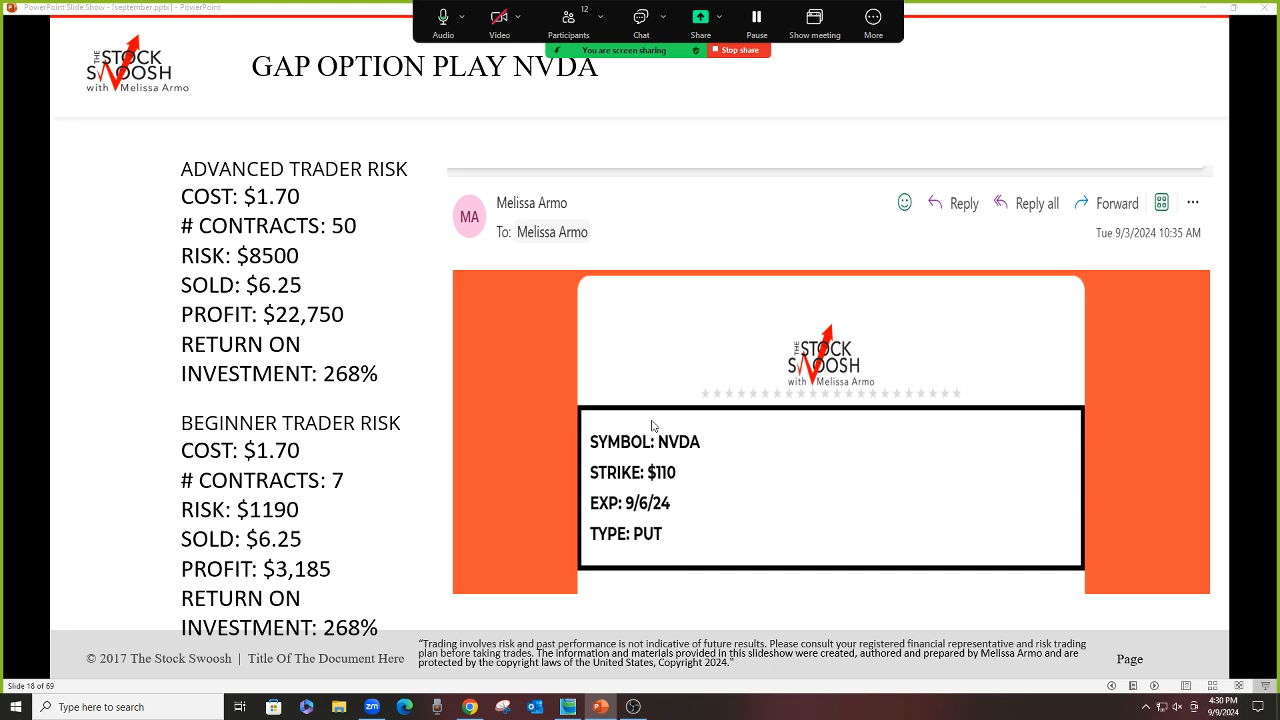 PowerPoint Slide Show - [september.pptx] - PowerPoint
12
Audio
Video
Participants
Chat
Share
Pause
Show meeting
More
You are screen sharing
Stop share
THE STOCK SWOOSH
with Melissa Armo
GAP OPTION PLAY NVDA
ADVANCED TRADER RISK
COST: $1.70
# CONTRACTS: 50
RISK: $8500
SOLD: $6.25
PROFIT: $22,750
RETURN ON
INVESTMENT: 268%
BEGINNER TRADER RISK
COST: $1.70
# CONTRACTS: 7
RISK: $1190
SOLD: $6.25
PROFIT: $3,185
RETURN ON
INVESTMENT: 268%
MA
Melissa Armo
To: Melissa Armo
Reply
Reply all
Forward
Tue 9/3/2024 10:35 AM
THE STOCK SWOOSH
with Melissa Armo
SYMBOL: NVDA
STRIKE: $110
EXP: 9/6/24
TYPE: PUT
© 2017 The Stock Swoosh | Title Of The Document Here
"Trading involves risk and past performance is not indicative of future results. Please consult your registered financial representative and risk trading
plan before taking trades. The information and materials provided in this slideshow were created, authored and prepared by Melissa Armo and are
protected by the copyright laws of the United States, Copyright 2024."
Page
Slide 18 of 69
Type here to search
4:30 PM
9/9/2024